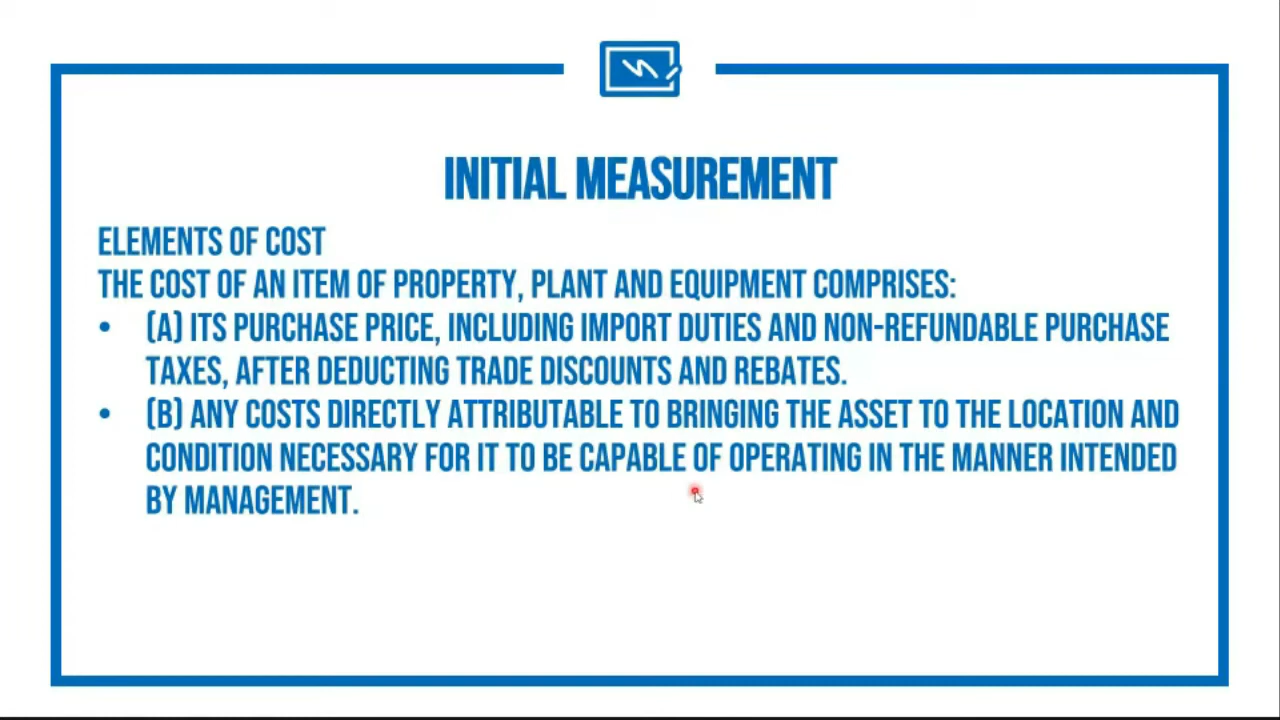 INITIAL MEASUREMENT
ELEMENTS OF COST
THE COST OF AN ITEM OF PROPERTY, PLANT AND EQUIPMENT COMPRISES:
• (A) ITS PURCHASE PRICE, INCLUDING IMPORT DUTIES AND NON-REFUNDABLE PURCHASE
TAXES, AFTER DEDUCTING TRADE DISCOUNTS AND REBATES.
• (B) ANY COSTS DIRECTLY ATTRIBUTABLE TO BRINGING THE ASSET TO THE LOCATION AND
CONDITION NECESSARY FOR IT TO BE CAPABLE OF OPERATING IN THE MANNER INTENDED
BY MANAGEMENT.